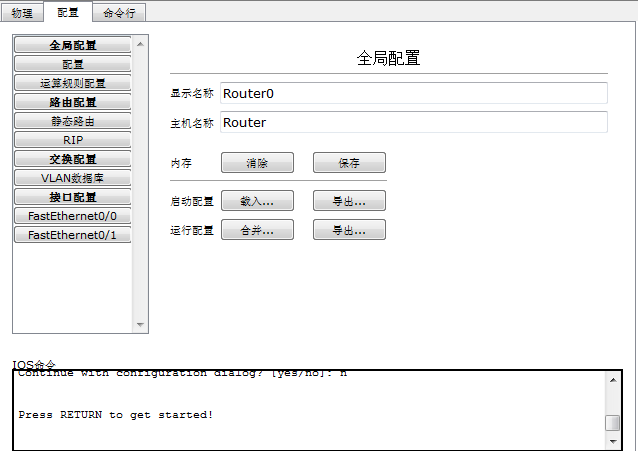 物理 配置 命令行
全局配置
配置
运算规则配置
路由配置
静态路由
RIP
交换配置
VLAN数据库
接口配置
FastEthernet0/0
FastEthernet0/1
全局配置
显示名称 Router0
主机名称 Router
内存 消除 保存
启动配置 载入... 导出...
运行配置 合并... 导出...
IOS命令
Continue with configuration dialog? [yes/no]: n
Press RETURN to get started!